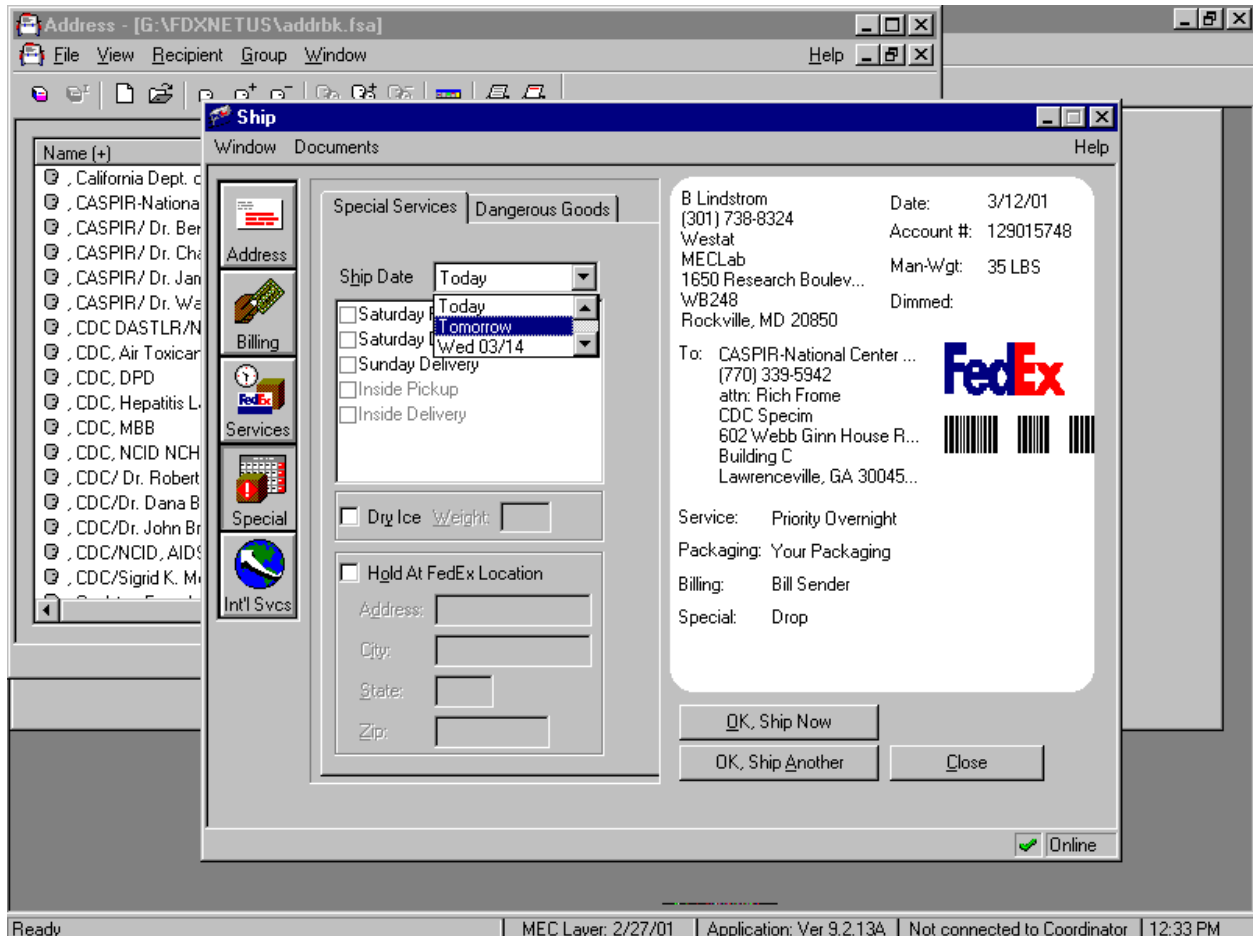 Address - [G:\FDXNETUS\addrbk.fsa]
File View Recipient Group Window Help
Ship
Window Documents Help
Name (+)
, California Dept.
, CASPIR-Nationa
, CASPIR/ Dr. Ber
, CASPIR/ Dr. Cha
, CASPIR/ Dr. Jan
, CASPIR/ Dr. Wa
, CDC DASTLR/N
, CDC, Air Toxicar
, CDC, DPD
, CDC, Hepatitis L
, CDC, MBB
, CDC, NCID NCH
, CDC/ Dr. Robert
, CDC/Dr. Dana B
, CDC/Dr. John Br
, CDC/NCID, AIDS
, CDC/Sigrid K. M
Address
Billing
FedEx
Services
Special
Int'l Svcs
Special Services Dangerous Goods
Ship Date Today
Today
Tomorrow
Wed 03/14
Saturday
Saturday
Sunday Delivery
Inside Pickup
Inside Delivery
Dry Ice Weight:
Hold At FedEx Location
Address:
City:
State:
Zip:
B Lindstrom
(301) 738-8324
Westat
MECLab
1650 Research Boulev...
WB248
Rockville, MD 20850
Date: 3/12/01
Account #: 129015748
Man-Wgt: 35 LBS
Dimmed:
To: CASPIR-National Center ...
(770) 339-5942
attn: Rich Frome
CDC Specim
602 Webb Ginn House R...
Building C
Lawrenceville, GA 30045...
FedEx
Service: Priority Overnight
Packaging: Your Packaging
Billing: Bill Sender
Special: Drop
OK, Ship Now
OK, Ship Another
Close
Online
Ready
MEC Layer: 2/27/01
Application: Ver 9.2.13A
Not connected to Coordinator
12:33 PM